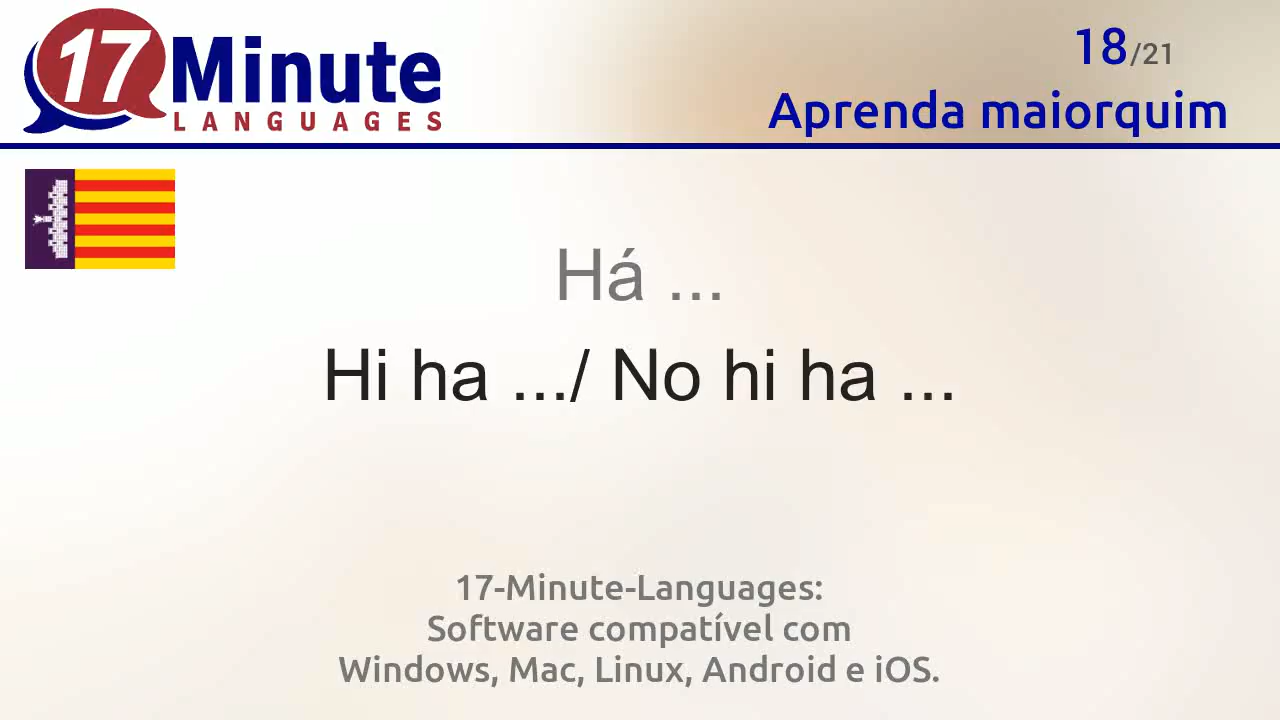 17 Minute
LANGUAGES
18/21
Aprenda maiorquim
Há ...
Hi ha .../ No hi ha ...
17-Minute-Languages:
Software compatível com
Windows, Mac, Linux, Android e iOS.